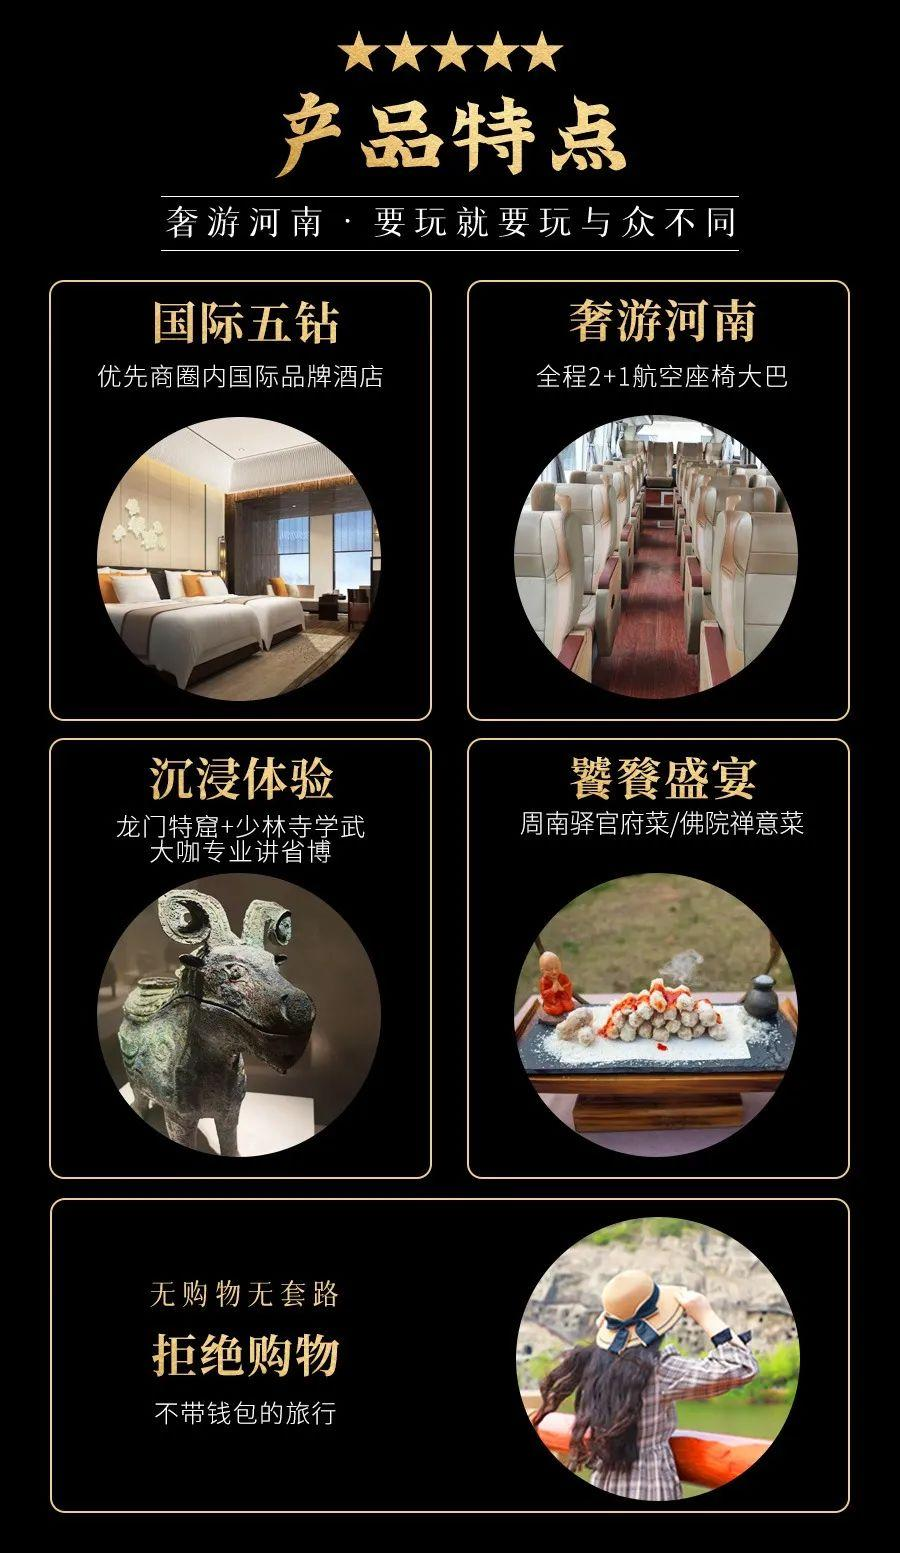 产品特点
奢游河南·要玩就要玩与众不同
国际五钻
优先商圈内国际品牌酒店
奢游河南
全程2+1航空座椅大巴
沉浸体验
龙门特窟+少林寺学武
大咖专业讲省博
饕餮盛宴
周南驿官府菜/佛院禅意菜
无购物无套路
拒绝购物
不带钱包的旅行